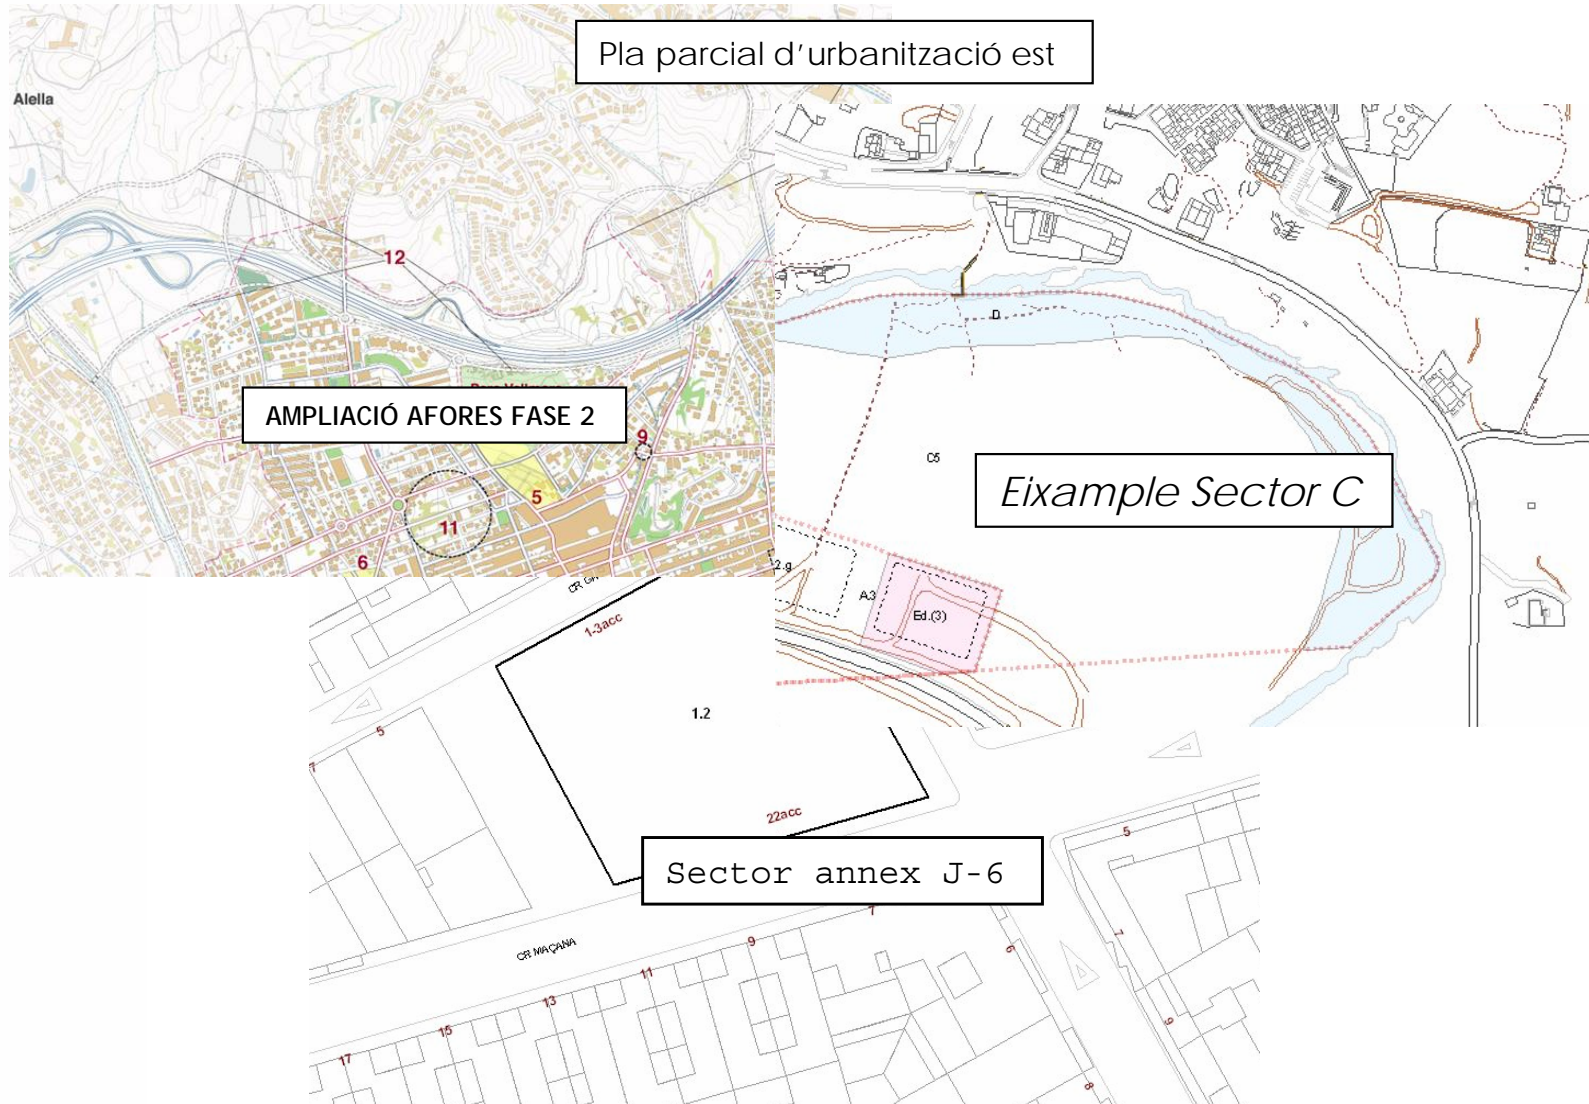 Pla parcial d'urbanització est
Alella
12
AMPLIACIÓ AFORES FASE 2
9
5
11
6
D
C5
Eixample Sector C
2.g
A3
Ed.(3)
1-3acc
1.2
5
22acc
Sector annex J-6
5
CR MAÇANA
7
9
11
13
15
17
6
7
9
8